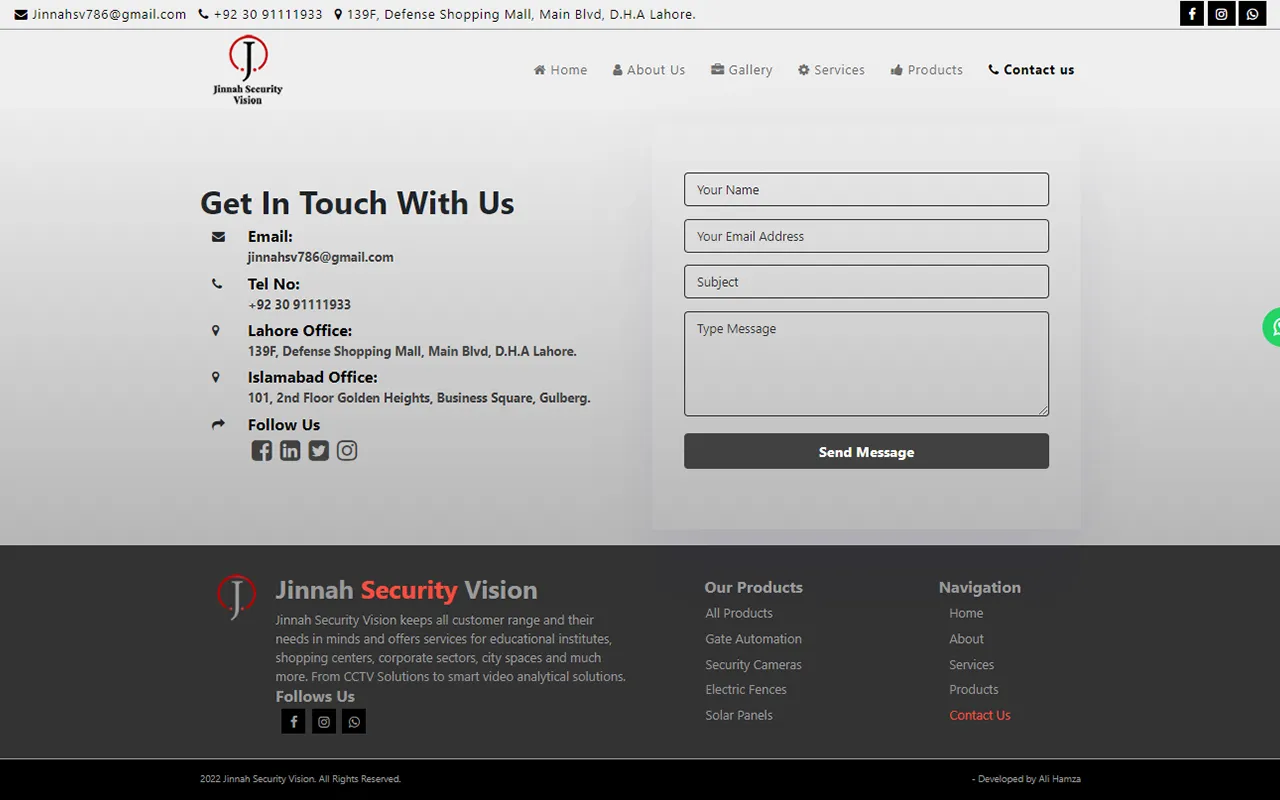 Jinnahsv786@gmail.com +92 30 91111933 139F, Defense Shopping Mall, Main Blvd, D.H.A Lahore.
J
Jinnah Security
Vision
Home About Us Gallery Services Products Contact us
Get In Touch With Us
Email:
jinnahsv786@gmail.com
Tel No:
+92 30 91111933
Lahore Office:
139F, Defense Shopping Mall, Main Blvd, D.H.A Lahore.
Islamabad Office:
101, 2nd Floor Golden Heights, Business Square, Gulberg.
Follow Us
Your Name
Your Email Address
Subject
Type Message
Send Message
J
Jinnah Security Vision
Jinnah Security Vision keeps all customer range and their
needs in minds and offers services for educational institutes,
shopping centers, corporate sectors, city spaces and much
more. From CCTV Solutions to smart video analytical solutions.
Follows Us
Our Products
All Products
Gate Automation
Security Cameras
Electric Fences
Solar Panels
Navigation
Home
About
Services
Products
Contact Us
2022 Jinnah Security Vision. All Rights Reserved.
- Developed by Ali Hamza